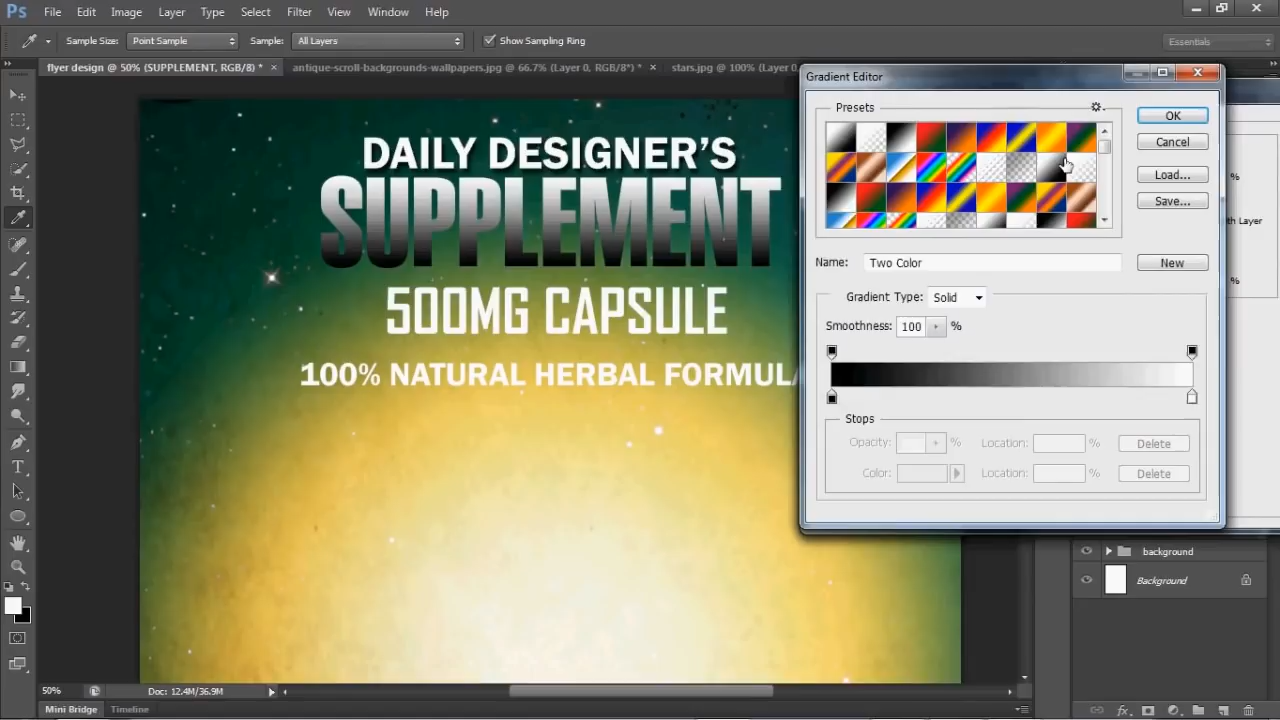 Ps File Edit Image Layer Type Select Filter View Window Help
Sample Size: Point Sample Sample: All Layers Show Sampling Ring Essentials
flyer design @ 50% (SUPPLEMENT, RGB/8) * × antique-scroll-backgrounds-wallpapers.jpg @ 66.7% (Layer 0, RGB/8*) * × stars.jpg @ 100% (Layer 0,
Gradient Editor
Presets
OK
Cancel
Load...
%
Save...
th Layer
Name: Two Color New
%
Gradient Type: Solid
Smoothness: 100 %
Stops
Opacity: % Location: % Delete
Color: Location: % Delete
DAILY DESIGNER'S
SUPPLEMENT
500MG CAPSULE
100% NATURAL HERBAL FORMULA
background
Background
50% Doc: 12.4M/36.9M
Mini Bridge Timeline
fx
T